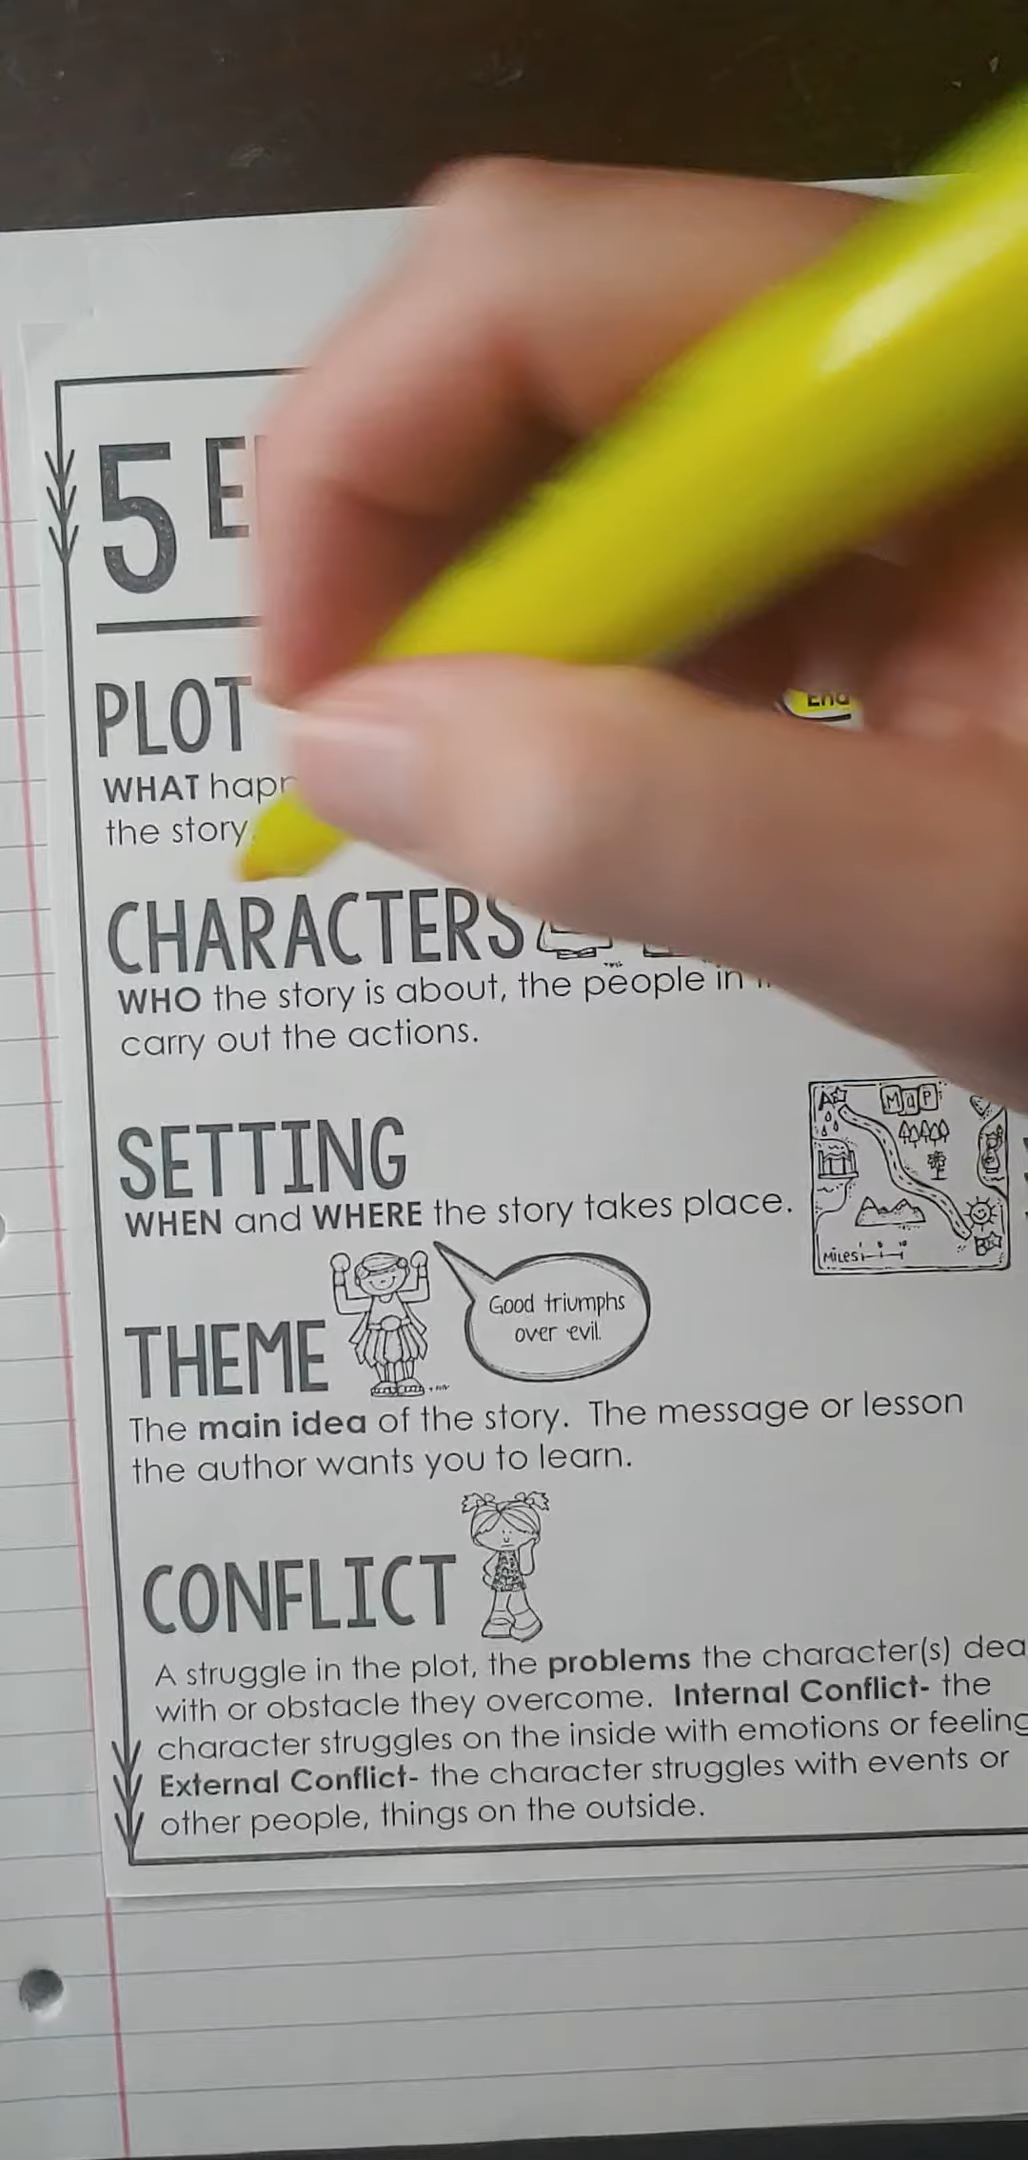 5 E
PLOT
End
WHAT
the story
CHARACTERS
WHO the story is about, the people in
carry out the actions.
MaP
A
SETTING
WHEN and WHERE the story takes place.
MILES
B
Good triumphs
over evil.
THEME
The main idea of the story. The message or lesson
the author wants you to learn.
CONFLICT
A struggle in the plot, the problems the character(s) dea
with or obstacle they overcome. Internal Conflict- the
character struggles on the inside with emotions or feeling
External Conflict- the character struggles with events or
other people, things on the outside.